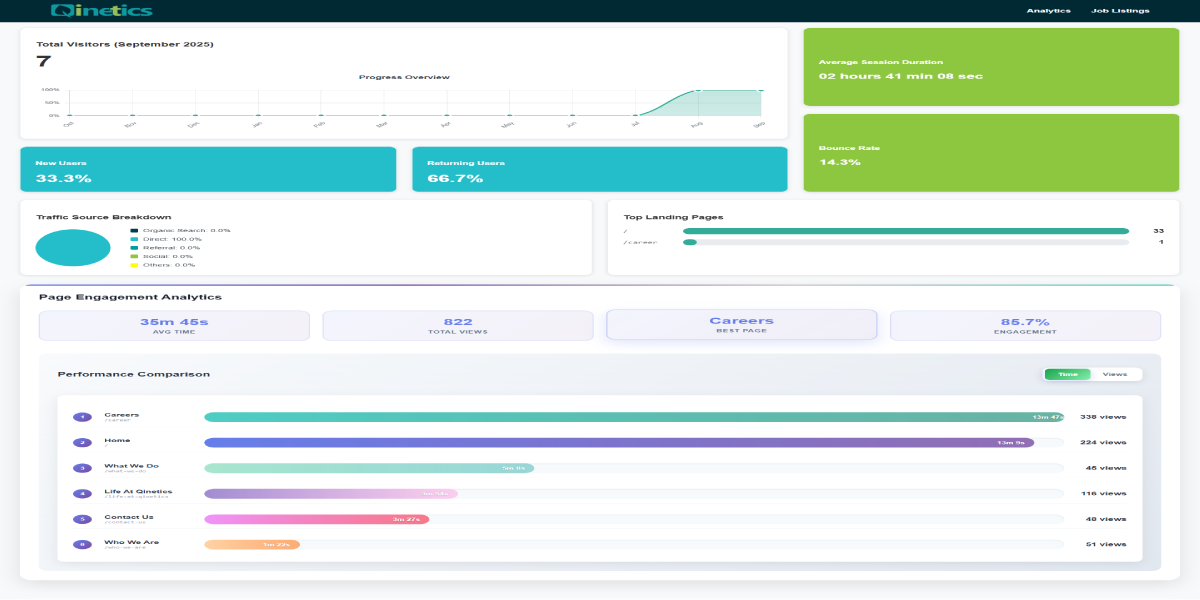 Qinetics
Analytics
Job Listings
Total Visitors (September 2025)
7
Progress Overview
100%
50%
0%
Oct
Nov
Dec
Jan
Feb
Mar
Apr
May
Jun
Jul
Aug
Sep
Average Session Duration
02 hours 41 min 08 sec
Bounce Rate
14.3%
New Users
33.3%
Returning Users
66.7%
Traffic Source Breakdown
Organic Search: 0.0%
Direct: 100.0%
Referral: 0.0%
Social: 0.0%
Others: 0.0%
Top Landing Pages
/ 33
/career 1
Page Engagement Analytics
35m 45s
AVG TIME
822
TOTAL VIEWS
Careers
BEST PAGE
85.7%
ENGAGEMENT
Performance Comparison
Time
Views
1 Careers 13m 47s 338 views
/career
2 Home 13m 9s 224 views
/
3 What We Do 45 views
/what-we-do
4 Life At Qinetics 116 views
/life-at-qinetics
5 Contact Us 3m 27s 48 views
/contact-us
6 Who We Are 1m 22s 51 views
/who-we-are